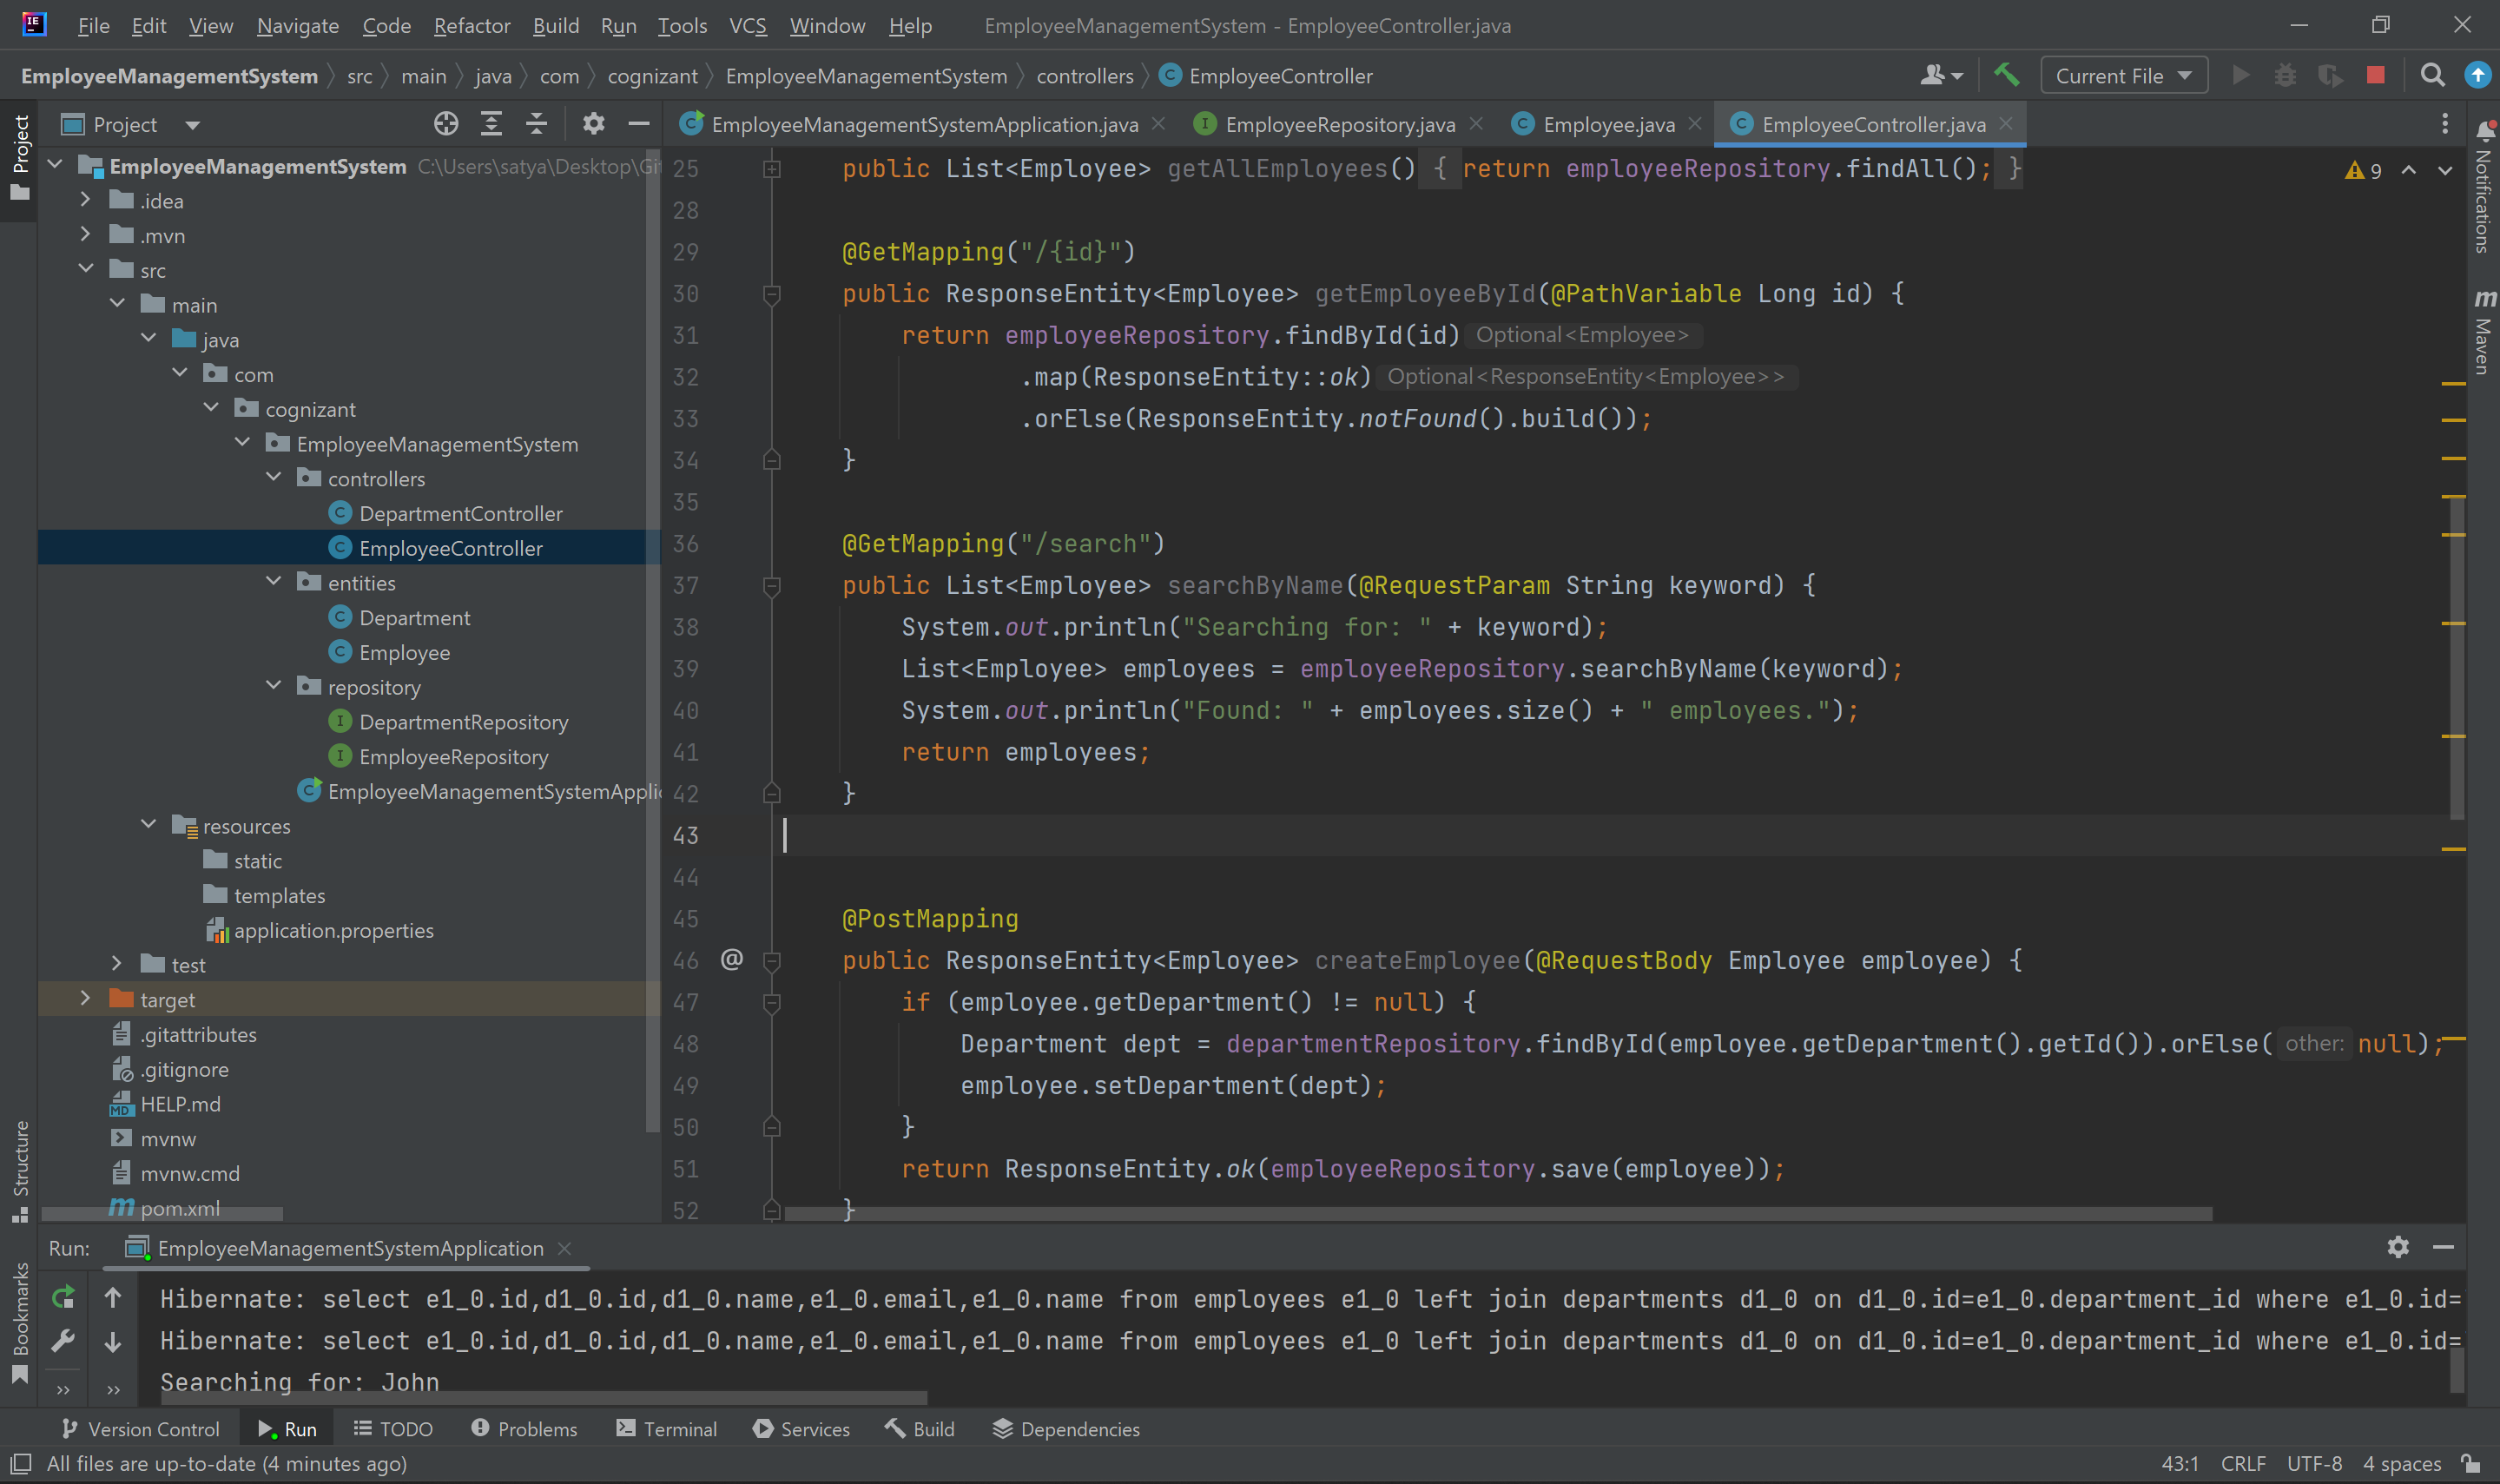 File Edit View Navigate Code Refactor Build Run Tools VCS Window Help EmployeeManagementSystem - EmployeeController.java
EmployeeManagementSystem src main java com cognizant EmployeeManagementSystem controllers EmployeeController Current File
Project
EmployeeManagementSystemApplication.java EmployeeRepository.java Employee.java EmployeeController.java
Project
Structure
Bookmarks
Notifications
Maven
EmployeeManagementSystem C:\Users\satya\Desktop\Git
.idea
.mvn
src
main
java
com
cognizant
EmployeeManagementSystem
controllers
DepartmentController
EmployeeController
entities
Department
Employee
repository
DepartmentRepository
EmployeeRepository
EmployeeManagementSystemApplic
resources
static
templates
application.properties
test
target
.gitattributes
.gitignore
HELP.md
mvnw
mvnw.cmd
pom.xml
9
25 public List<Employee> getAllEmployees() { return employeeRepository.findAll(); }
28
29 @GetMapping("/{id}")
30 public ResponseEntity<Employee> getEmployeeById(@PathVariable Long id) {
31 return employeeRepository.findById(id) Optional<Employee>
32 .map(ResponseEntity::ok) Optional<ResponseEntity<Employee>>
33 .orElse(ResponseEntity.notFound().build());
34 }
35
36 @GetMapping("/search")
37 public List<Employee> searchByName(@RequestParam String keyword) {
38 System.out.println("Searching for: " + keyword);
39 List<Employee> employees = employeeRepository.searchByName(keyword);
40 System.out.println("Found: " + employees.size() + " employees.");
41 return employees;
42 }
43
44
45 @PostMapping
46 public ResponseEntity<Employee> createEmployee(@RequestBody Employee employee) {
47 if (employee.getDepartment() != null) {
48 Department dept = departmentRepository.findById(employee.getDepartment().getId()).orElse( other: null);
49 employee.setDepartment(dept);
50 }
51 return ResponseEntity.ok(employeeRepository.save(employee));
52 }
Run: EmployeeManagementSystemApplication
Hibernate: select e1_0.id,d1_0.id,d1_0.name,e1_0.email,e1_0.name from employees e1_0 left join departments d1_0 on d1_0.id=e1_0.department_id where e1_0.id=
Hibernate: select e1_0.id,d1_0.id,d1_0.name,e1_0.email,e1_0.name from employees e1_0 left join departments d1_0 on d1_0.id=e1_0.department_id where e1_0.id=
Searching for: John
Version Control Run TODO Problems Terminal Services Build Dependencies
All files are up-to-date (4 minutes ago) 43:1 CRLF UTF-8 4 spaces